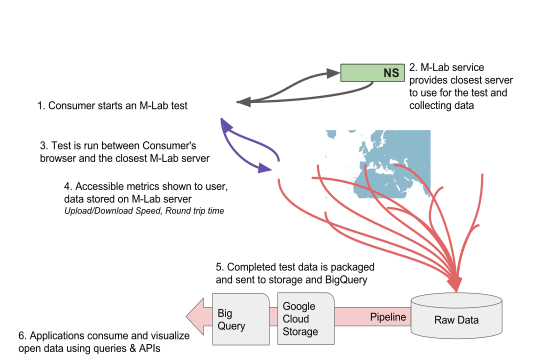 NS
2. M-Lab service
provides closest server
to use for the test and
collecting data
1. Consumer starts an M-Lab test
3. Test is run between Consumer's
browser and the closest M-Lab server
4. Accessible metrics shown to user,
data stored on M-Lab server
Upload/Download Speed, Round trip time
5. Completed test data is packaged
and sent to storage and BigQuery
Big
Query
Google
Cloud
Storage
Pipeline
Raw Data
6. Applications consume and visualize
open data using queries & APIs